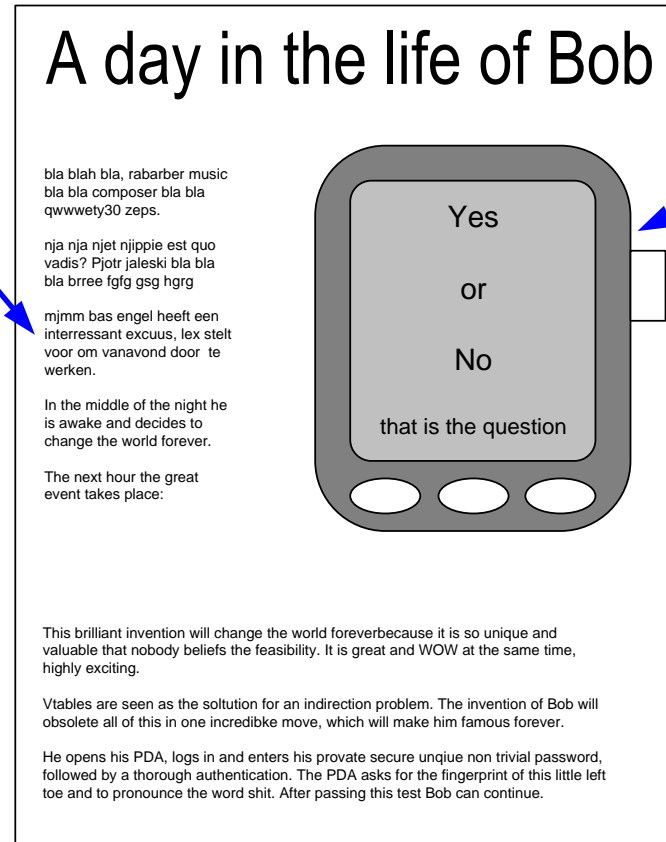 A day in the life of Bob
bla blah bla, rabarber music
bla bla composer bla bla
qwwwety30 zeps.
nja nja njet njippie est quo
vadis? Pjotr jaleski bla bla
bla brree fgfg gsg hgrg
mjmm bas engel heeft een
interressant excuus, lex stelt
voor om vanavond door te
werken.
In the middle of the night he
is awake and decides to
change the world forever.
The next hour the great
event takes place:
Yes
or
No
that is the question
This brilliant invention will change the world foreverbecause it is so unique and
valuable that nobody beliefs the feasibility. It is great and WOW at the same time,
highly exciting.
Vtables are seen as the soltution for an indirection problem. The invention of Bob will
obsolete all of this in one incredibke move, which will make him famous forever.
He opens his PDA, logs in and enters his provate secure unqiue non trivial password,
followed by a thorough authentication. The PDA asks for the fingerprint of this little left
toe and to pronounce the word shit. After passing this test Bob can continue.